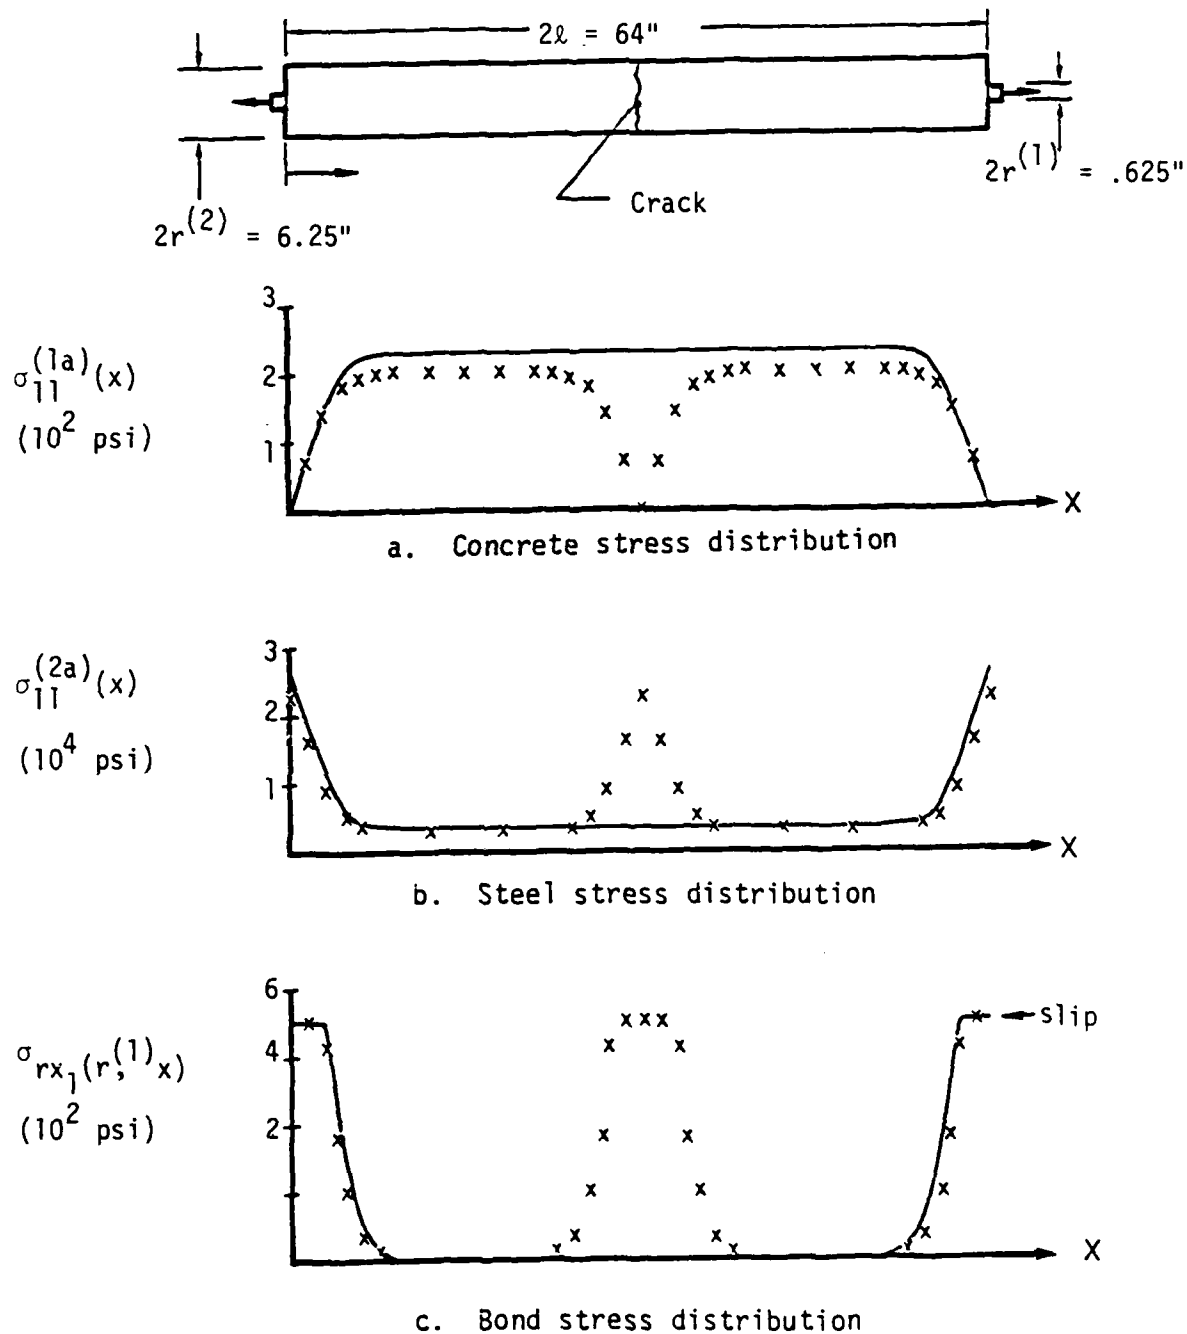 2ℓ = 64"
2r(1) = .625"
Crack
2r(2) = 6.25"
3
2
1
σ11(1a)(x)
(10² psi)
X
a. Concrete stress distribution
3
2
1
σ11(2a)(x)
(10⁴ psi)
X
b. Steel stress distribution
6
4
2
slip
σrx1(r,(1)x)
(10² psi)
X
c. Bond stress distribution